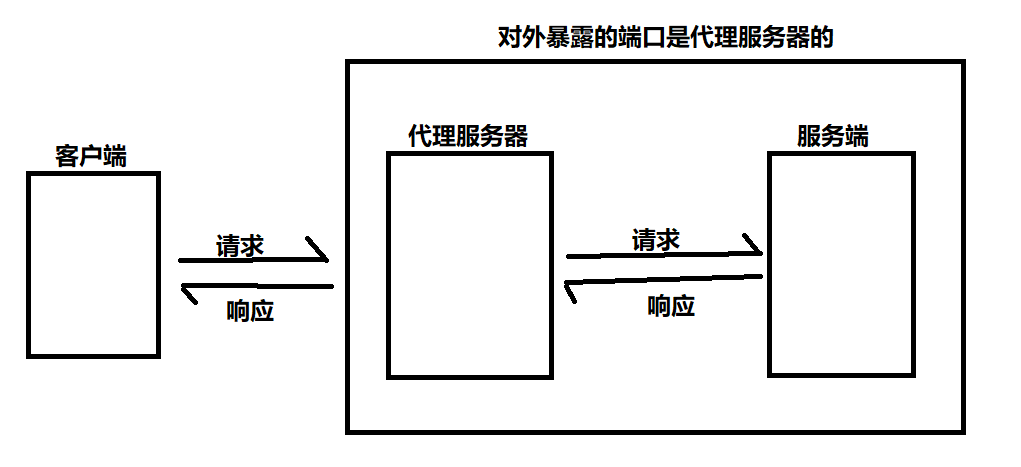 对外暴露的端口是代理服务器的
客户端
代理服务器
服务端
请求
响应
请求
响应